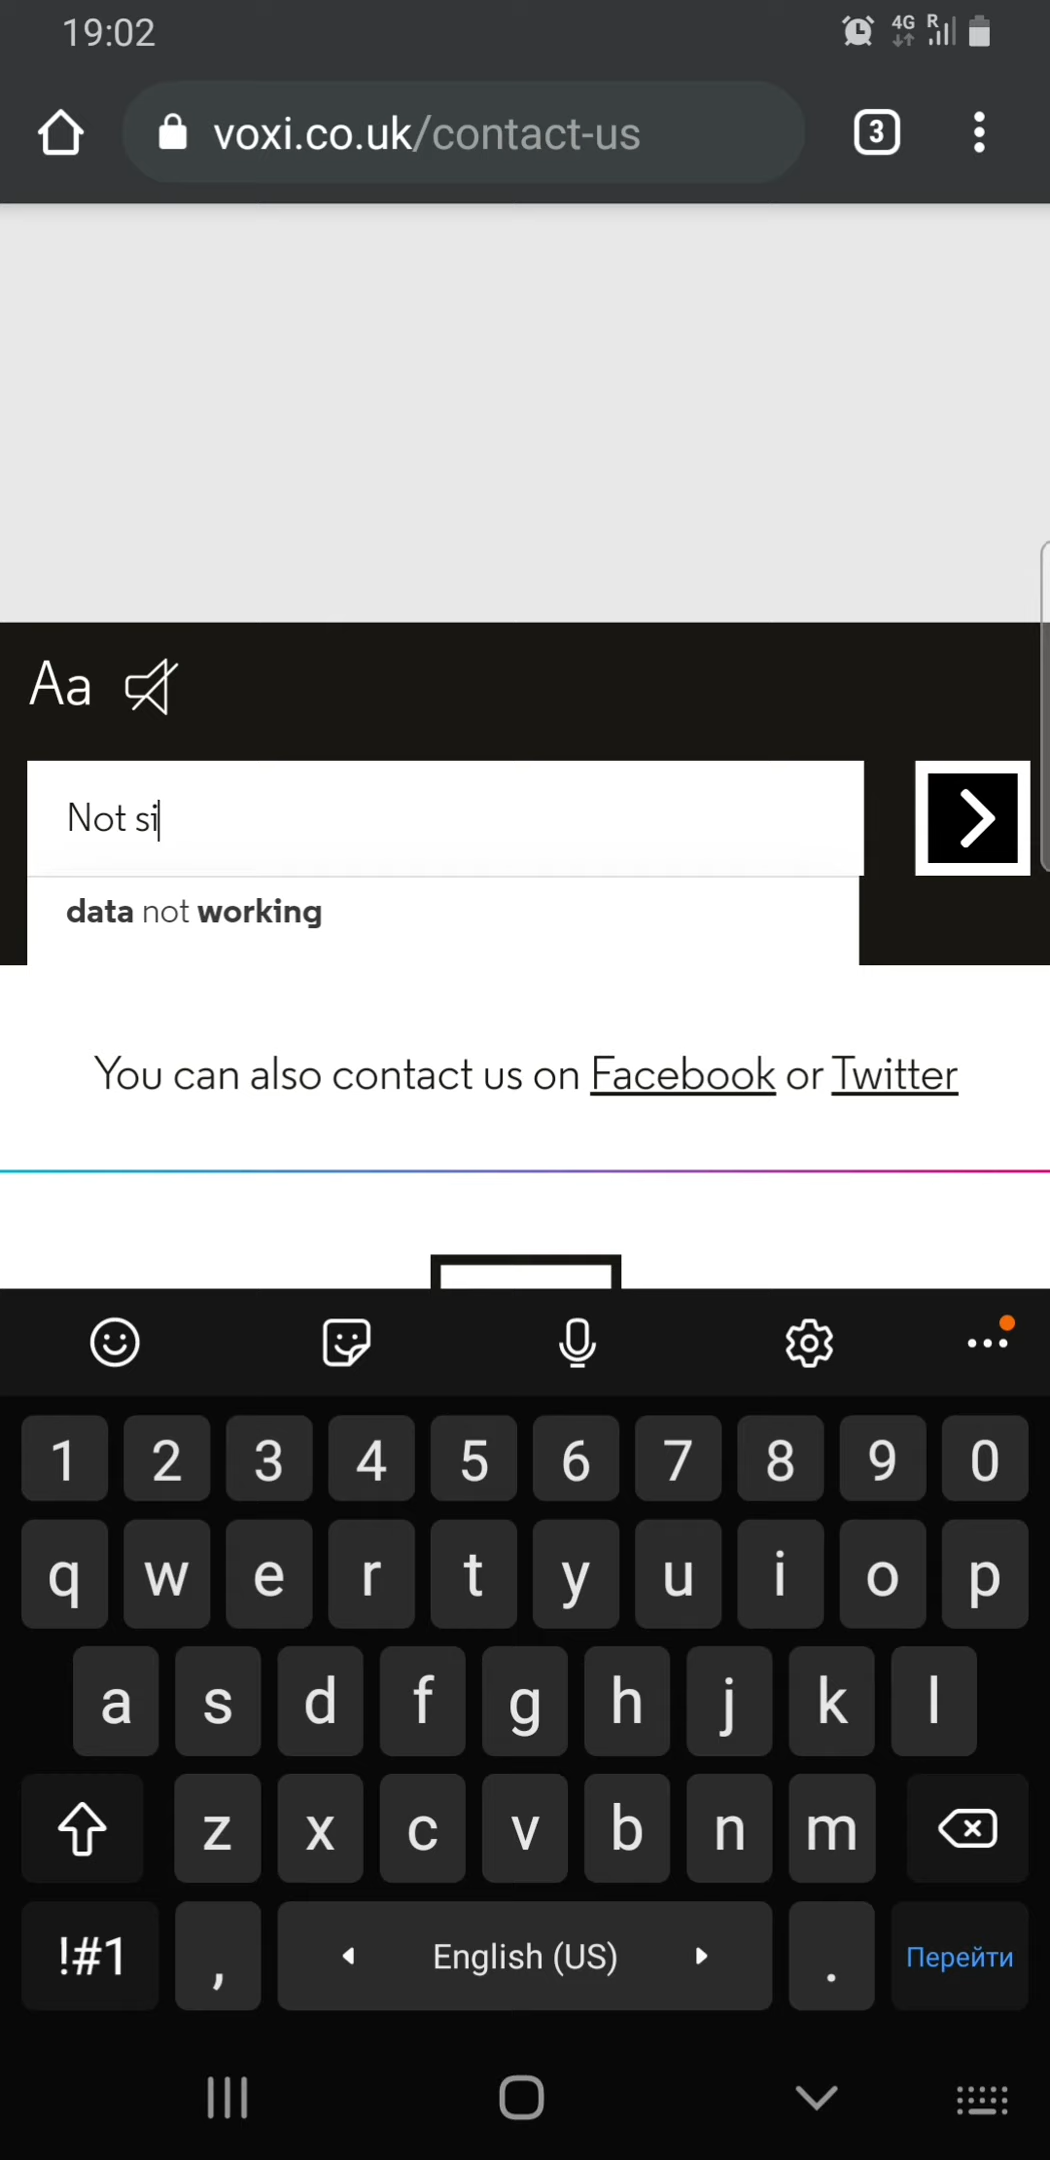 19:02 4G R
voxi.co.uk/contact-us 3
Aa
Not si
data not working
You can also contact us on Facebook or Twitter
1 2 3 4 5 6 7 8 9 0
q w e r t y u i o p
a s d f g h j k l
z x c v b n m
!#1 , English (US) . Перейти